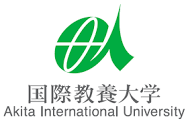 国際教養大学
Akita International University